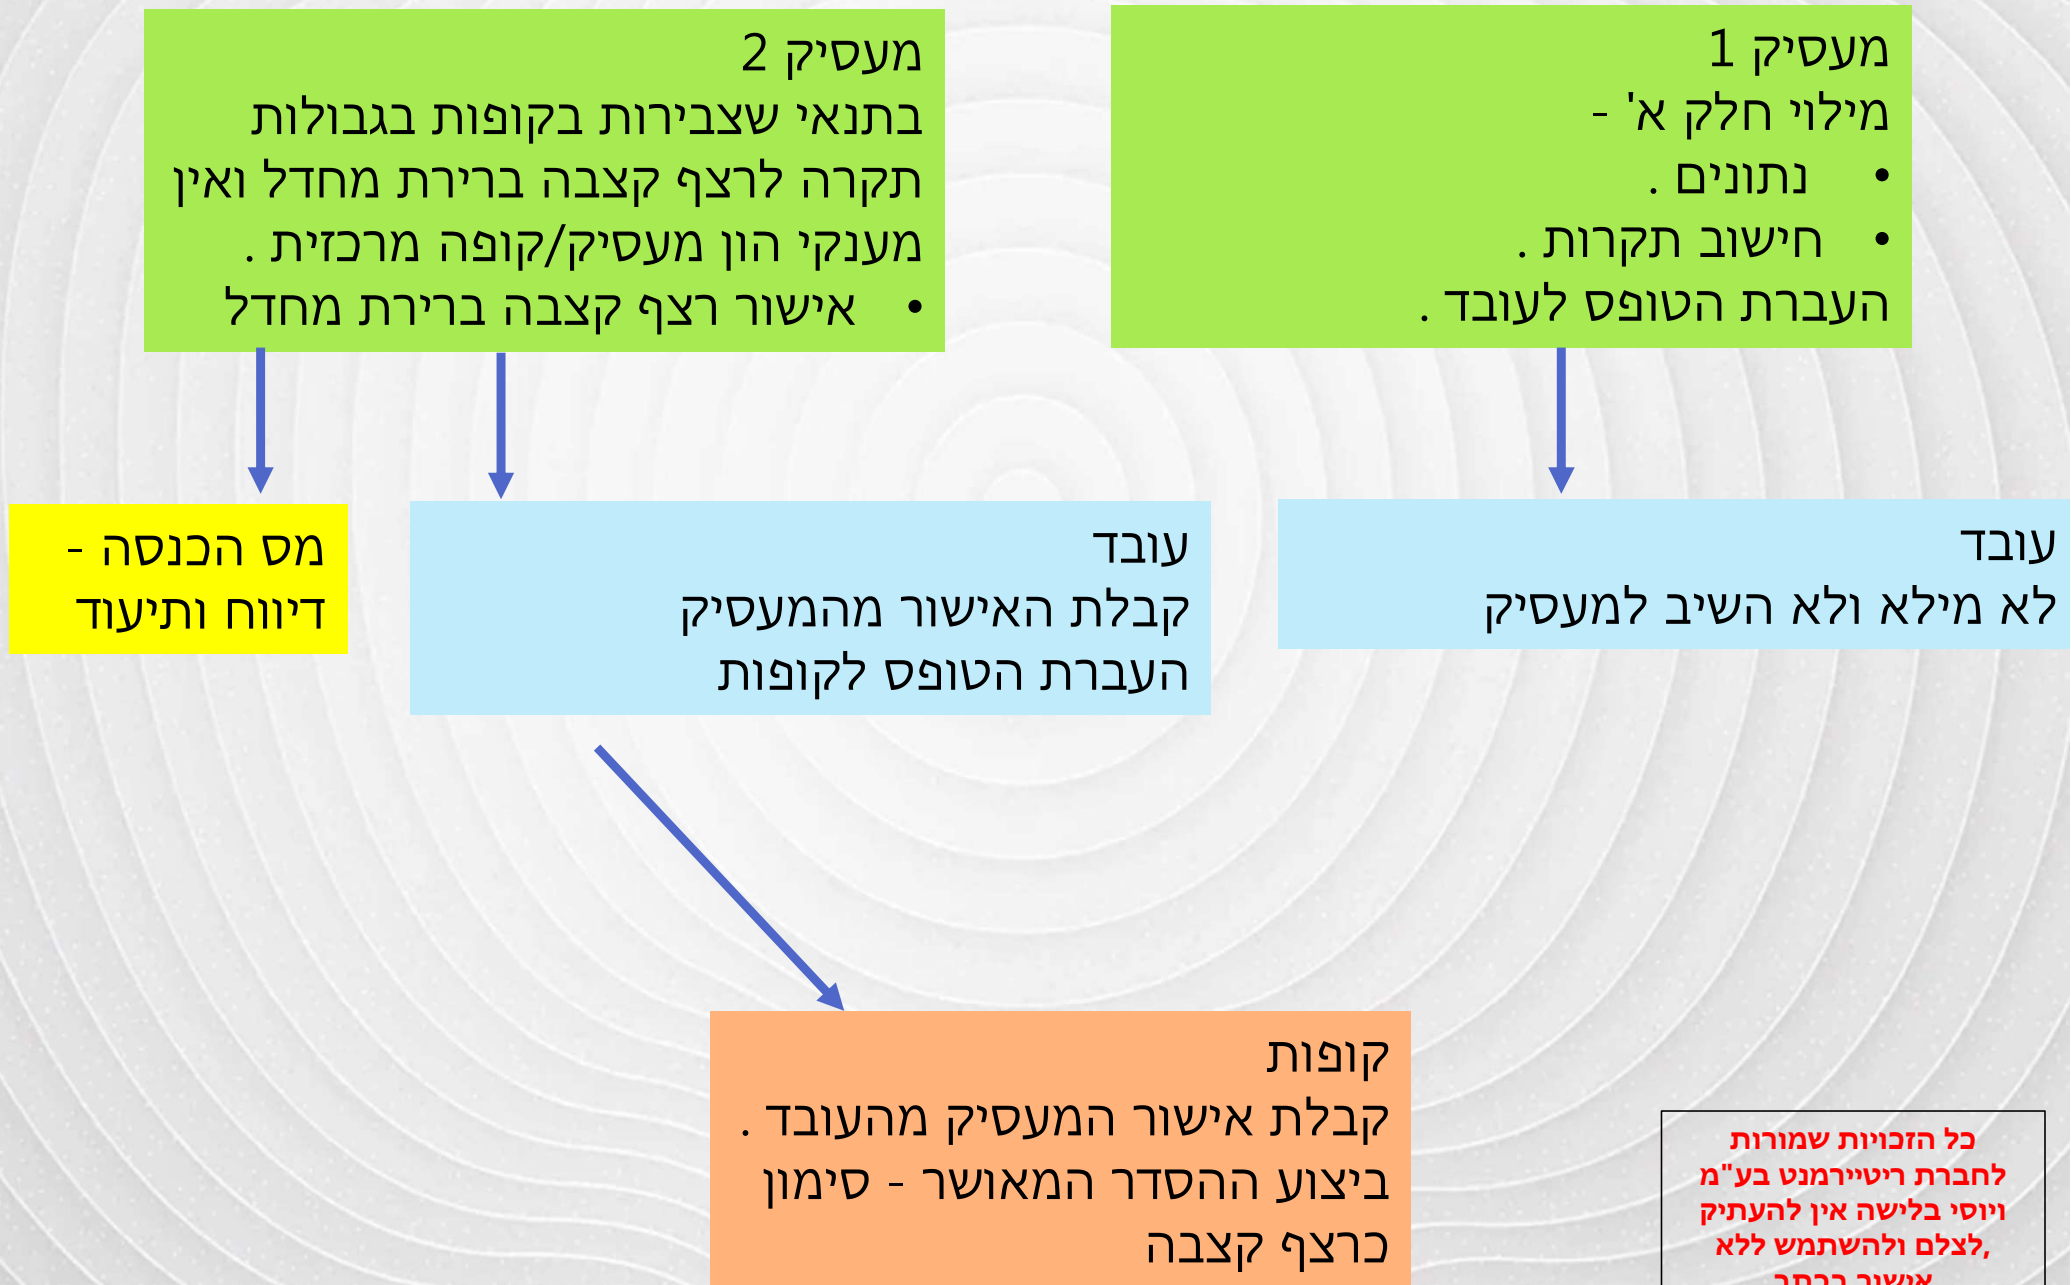 מעסיק 1
מילוי חלק א' -
• נתונים .
• חישוב תקרות .
העברת הטופס לעובד .
מעסיק 2
בתנאי שצבירות בקופות בגבולות
תקרה לרצף קצבה ברירת מחדל ואין
מענקי הון מעסיק/קופה מרכזית .
• אישור רצף קצבה ברירת מחדל
עובד
לא מילא ולא השיב למעסיק
עובד
קבלת האישור מהמעסיק
העברת הטופס לקופות
מס הכנסה -
דיווח ותיעוד
קופות
קבלת אישור המעסיק מהעובד .
ביצוע ההסדר המאושר - סימון
כרצף קצבה
כל הזכויות שמורות
לחברת ריטיירמנט בע"מ
ויוסי בלישה אין להעתיק
,לצלם ולהשתמש ללא
אישור בכתב